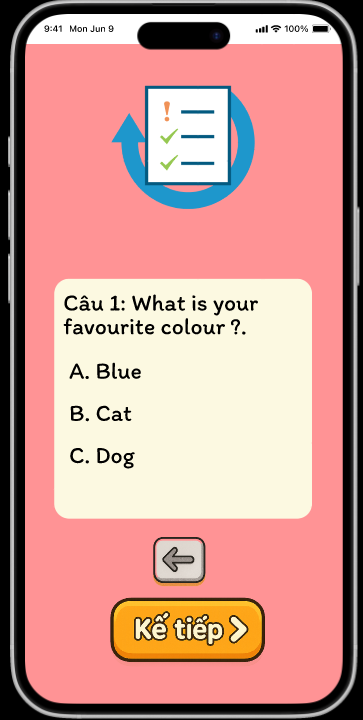 9:41 Mon Jun 9 100%
Câu 1: What is your
favourite colour ?.
A. Blue
B. Cat
C. Dog
Kế tiếp